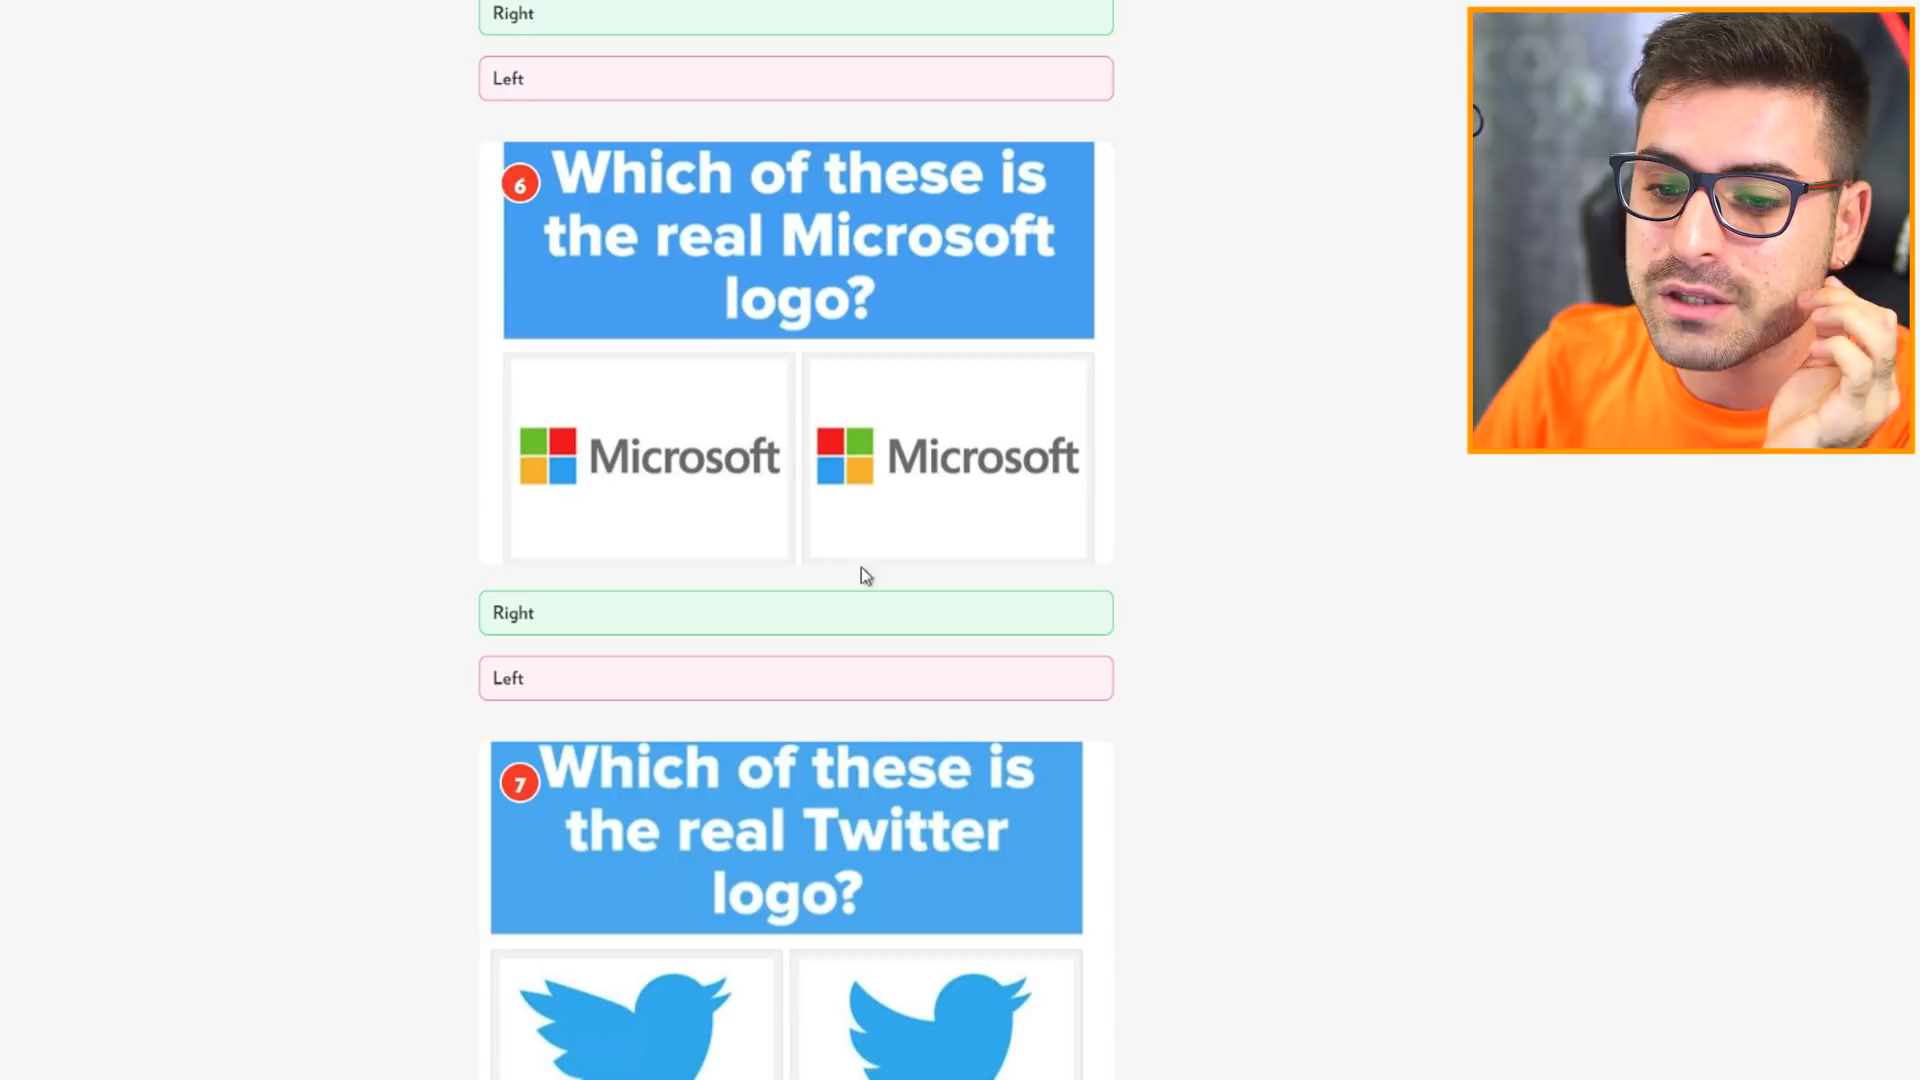 Right
Left
6
Which of these is
the real Microsoft
logo?
Microsoft
Microsoft
Right
Left
7
Which of these is
the real Twitter
logo?